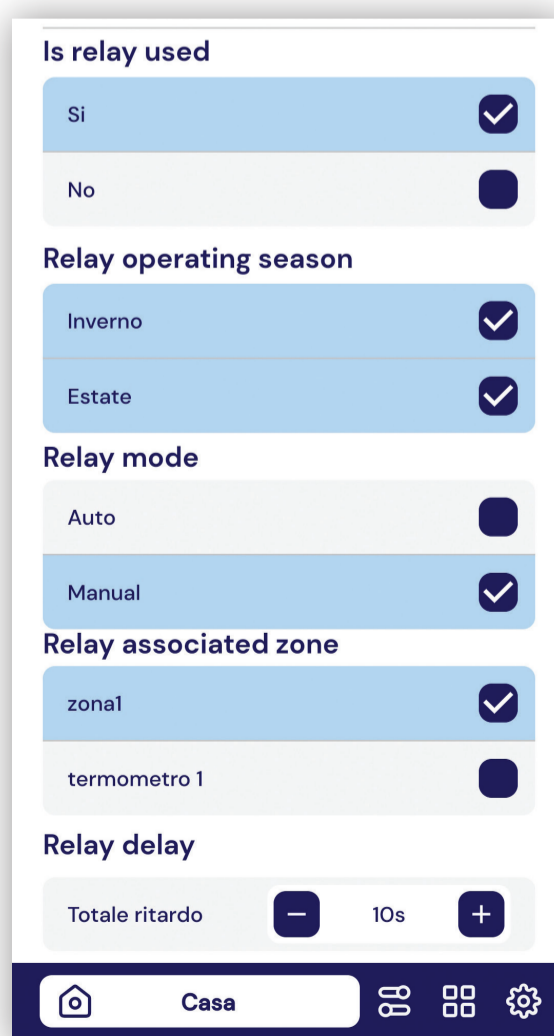 Is relay used
Si
No
Relay operating season
Inverno
Estate
Relay mode
Auto
Manual
Relay associated zone
zona1
termometro 1
Relay delay
Totale ritardo − 10s +
Casa